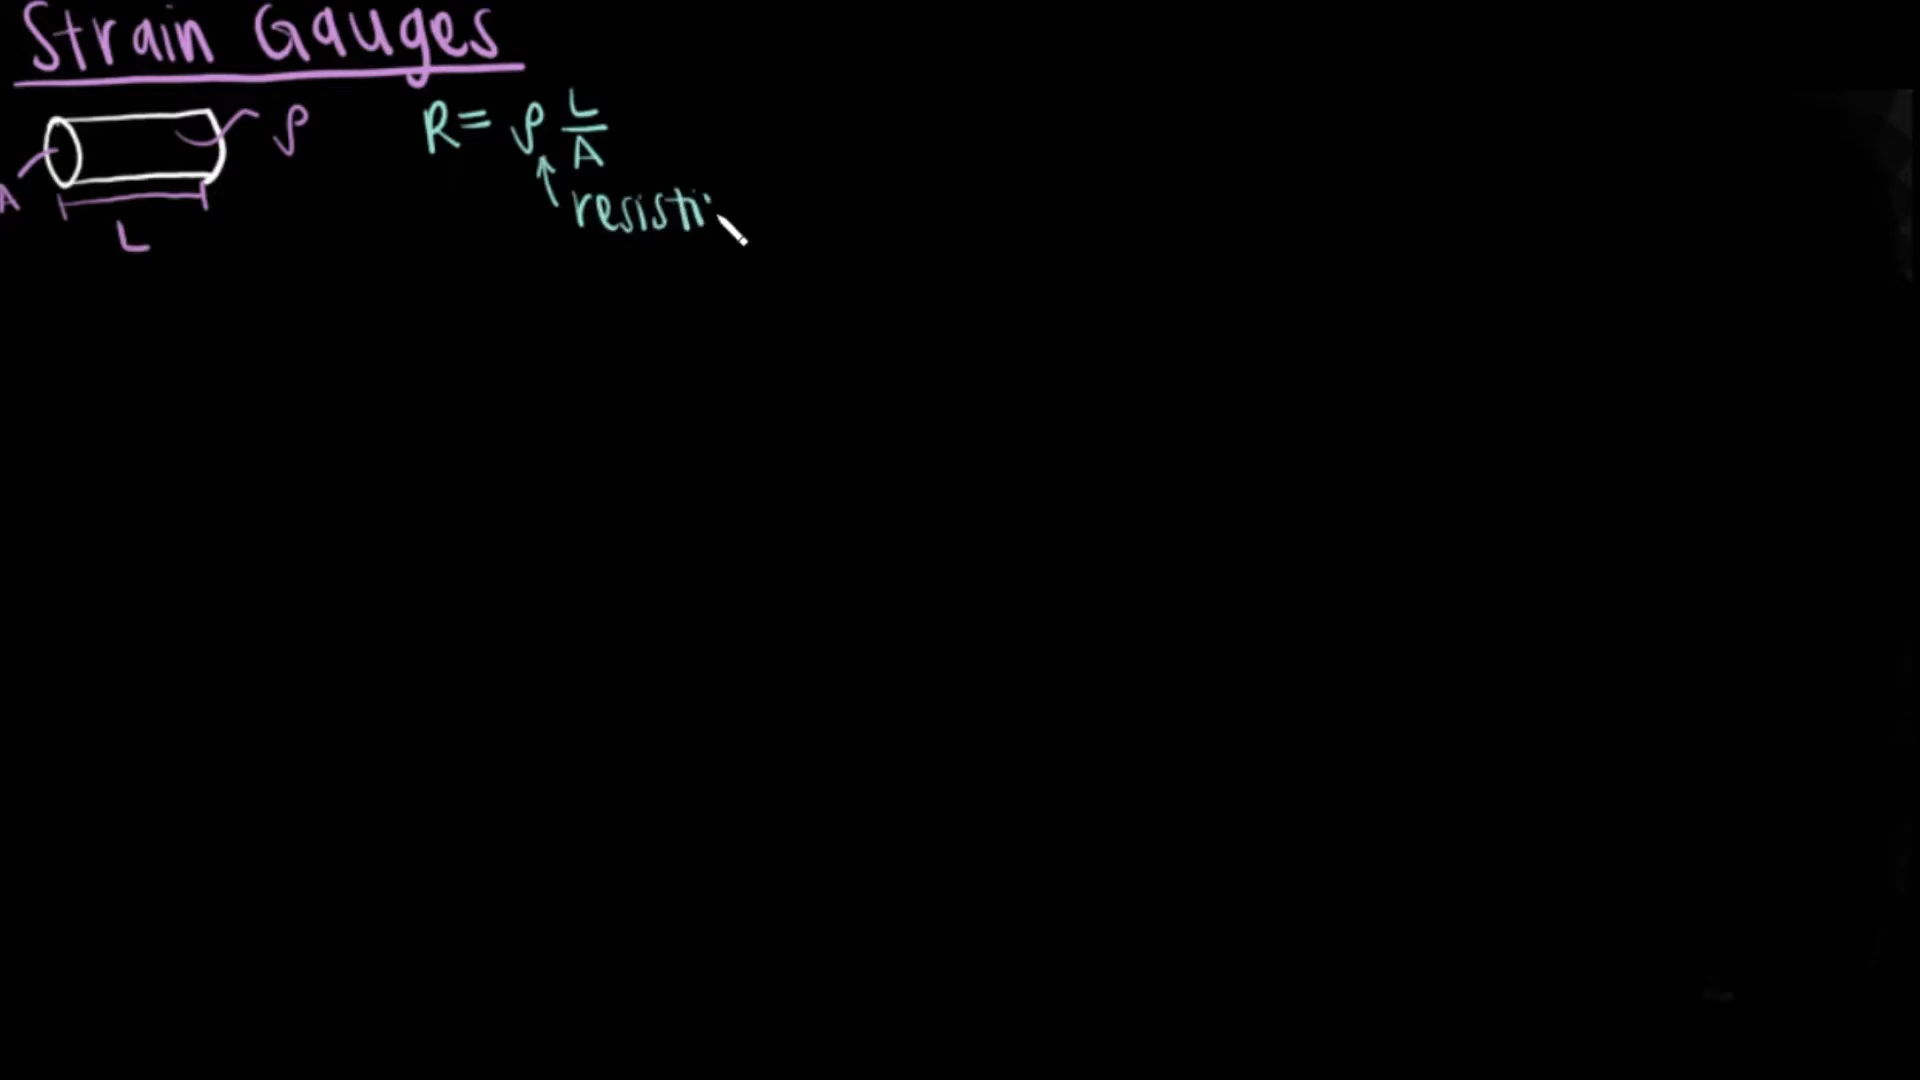 Strain Gauges
A
L
ρ
R = ρ L/A
resisti